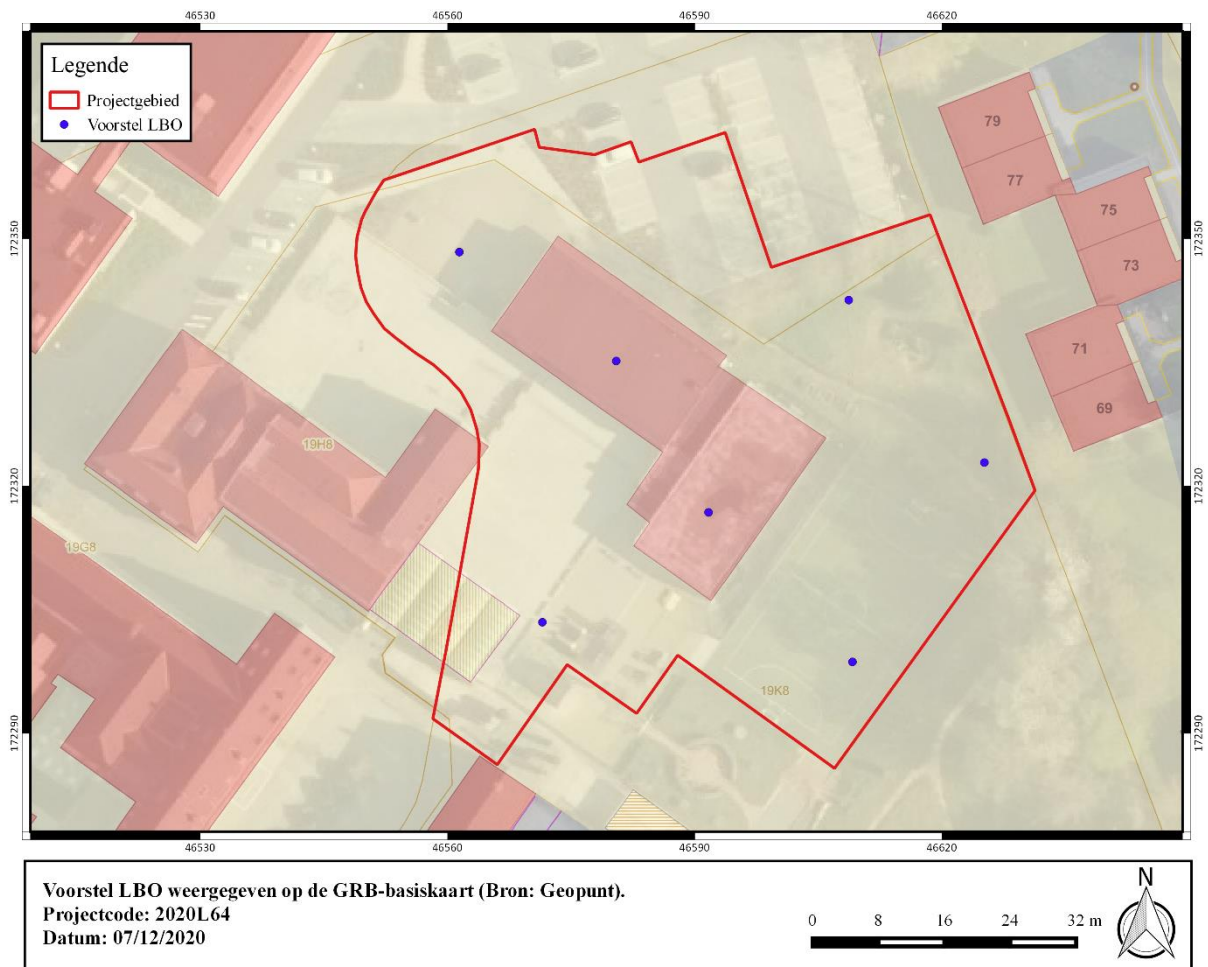 46530 46560 46590 46620
Legende
Projectgebied
Voorstel LBO
79
77
75
73
71
69
172350 172350
172320 172320
172290 172290
19H8
19G8
19K8
46530 46560 46590 46620
Voorstel LBO weergegeven op de GRB-basiskaart (Bron: Geopunt).
Projectcode: 2020L64
Datum: 07/12/2020
0 8 16 24 32 m
N